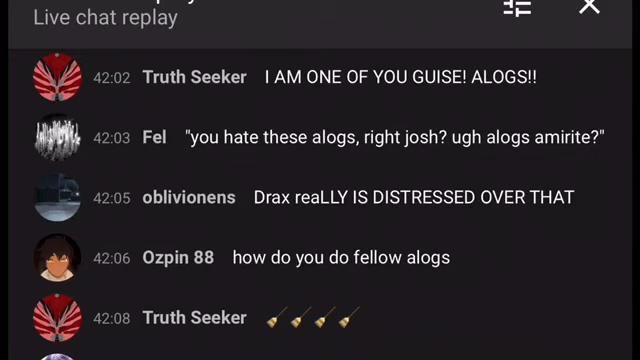 Live chat replay
42:02 Truth Seeker I AM ONE OF YOU GUISE! ALOGS!!
42:03 Fel "you hate these alogs, right josh? ugh alogs amirite?"
42:05 oblivionens Drax reaLLY IS DISTRESSED OVER THAT
42:06 Ozpin 88 how do you do fellow alogs
42:08 Truth Seeker 🧹🧹🧹🧹